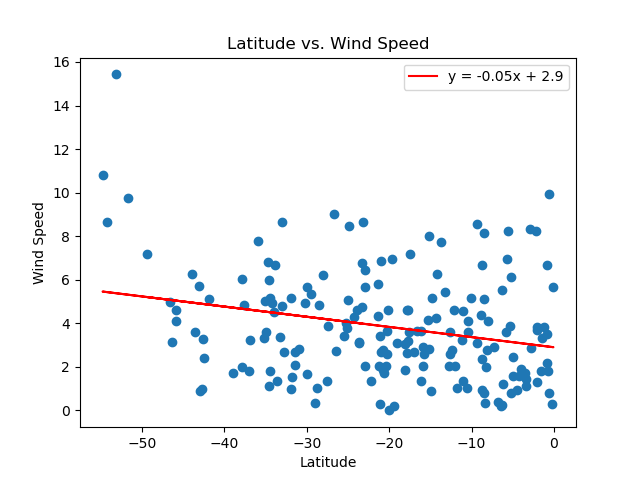 Latitude vs. Wind Speed
y = -0.05x + 2.9
16
14
12
10
8
6
4
2
0
Wind Speed
−50 −40 −30 −20 −10 0
Latitude